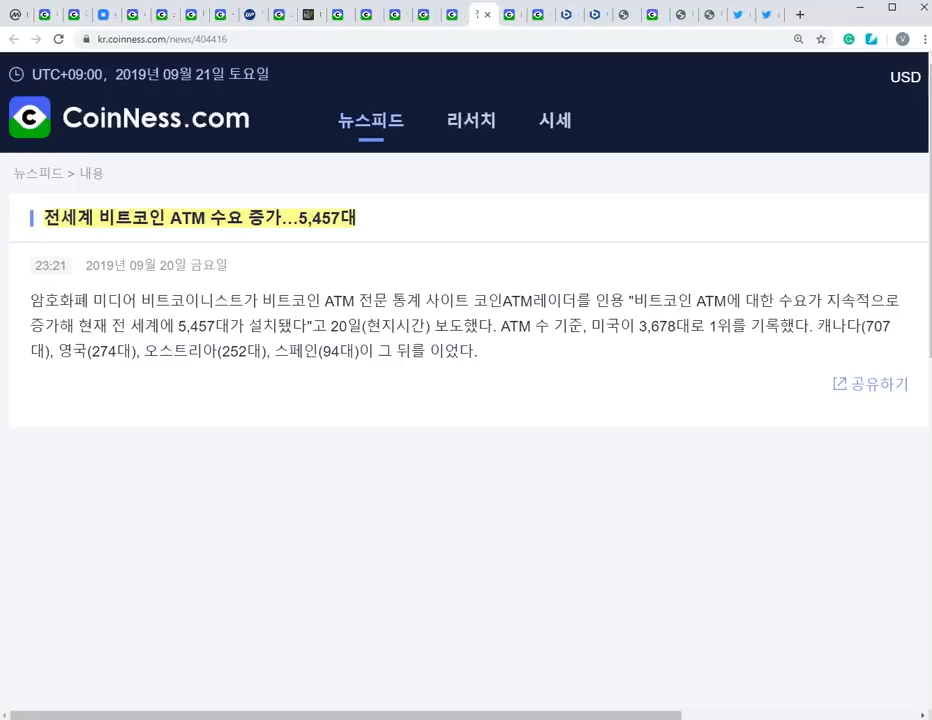 kr.coinness.com/news/404416
V
UTC+09:00, 2019년 09월 21일 토요일
USD
CoinNess.com
뉴스피드 리서치 시세
뉴스피드 > 내용
전세계 비트코인 ATM 수요 증가...5,457대
23:21 2019년 09월 20일 금요일
암호화폐 미디어 비트코이니스트가 비트코인 ATM 전문 통계 사이트 코인ATM레이더를 인용 "비트코인 ATM에 대한 수요가 지속적으로
증가해 현재 전 세계에 5,457대가 설치됐다"고 20일(현지시간) 보도했다. ATM 수 기준, 미국이 3,678대로 1위를 기록했다. 캐나다(707
대), 영국(274대), 오스트리아(252대), 스페인(94대)이 그 뒤를 이었다.
공유하기